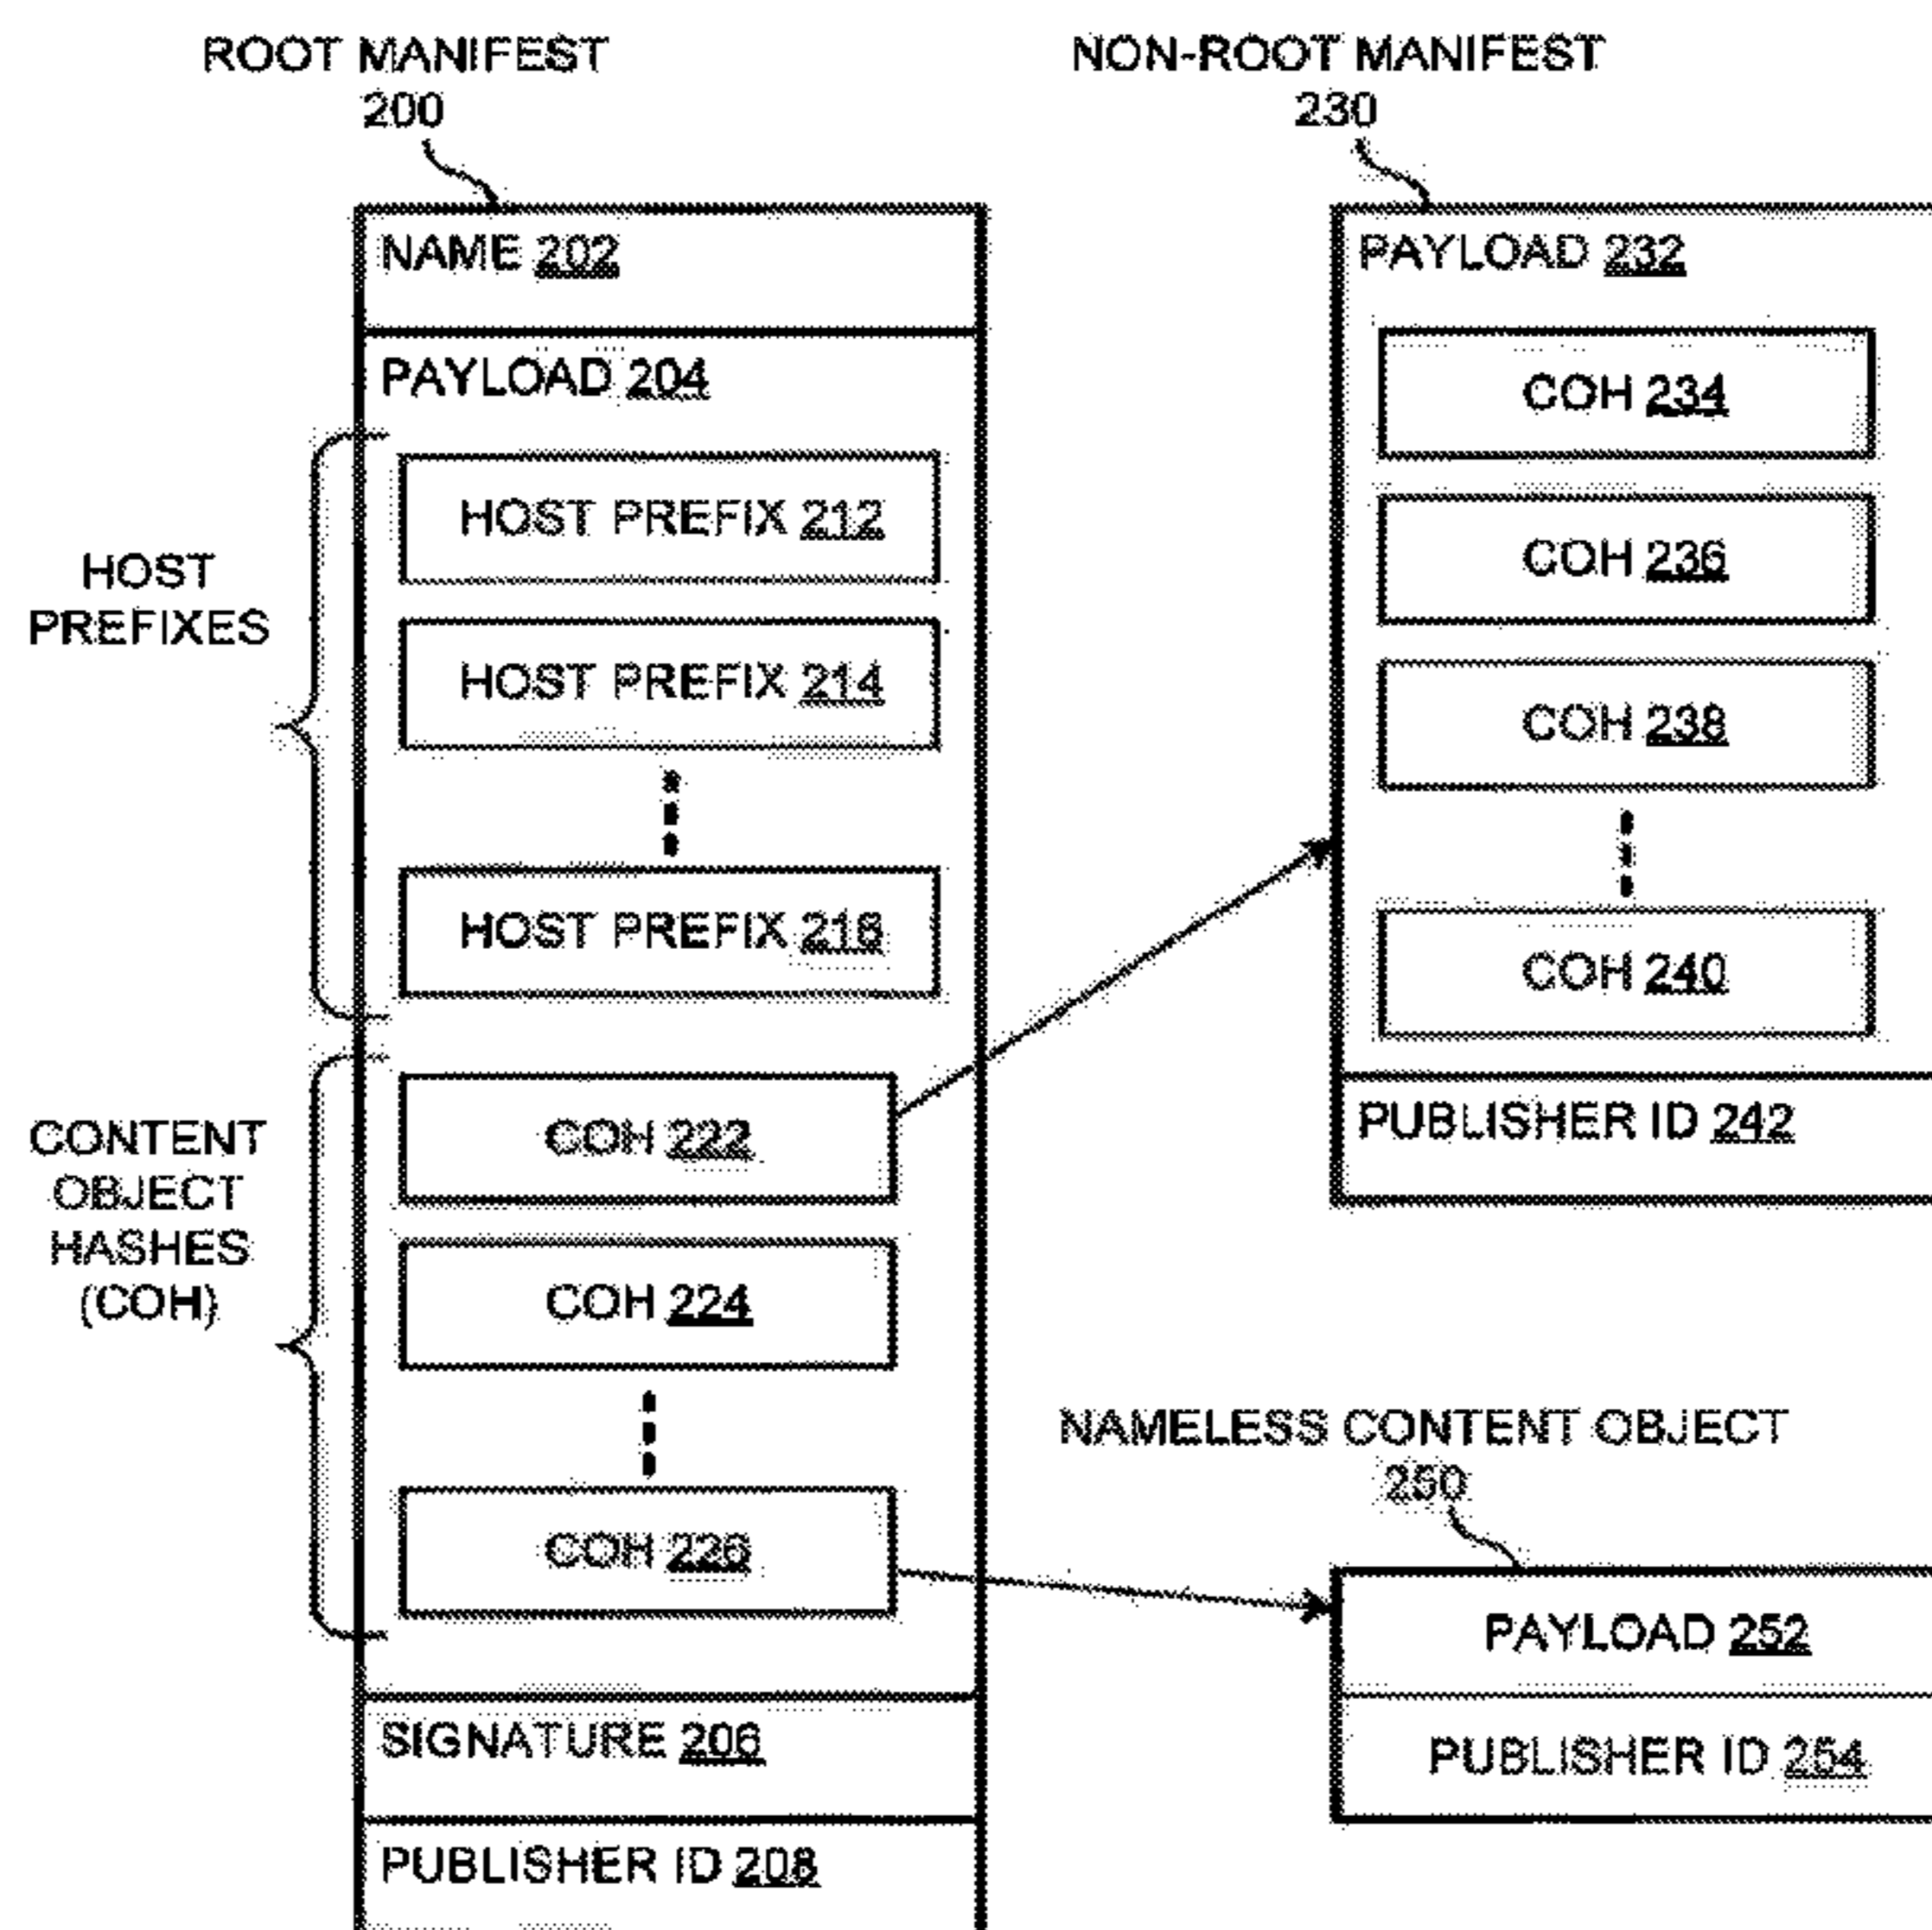 ROOT MANIFEST
200
NAME 202
PAYLOAD 204
HOST
PREFIXES
HOST PREFIX 212
HOST PREFIX 214
HOST PREFIX 218
CONTENT
OBJECT
HASHES
(COH)
COH 222
COH 224
COH 226
SIGNATURE 206
PUBLISHER ID 208
NON-ROOT MANIFEST
230
PAYLOAD 232
COH 234
COH 236
COH 238
COH 240
PUBLISHER ID 242
NAMELESS CONTENT OBJECT
250
PAYLOAD 252
PUBLISHER ID 254